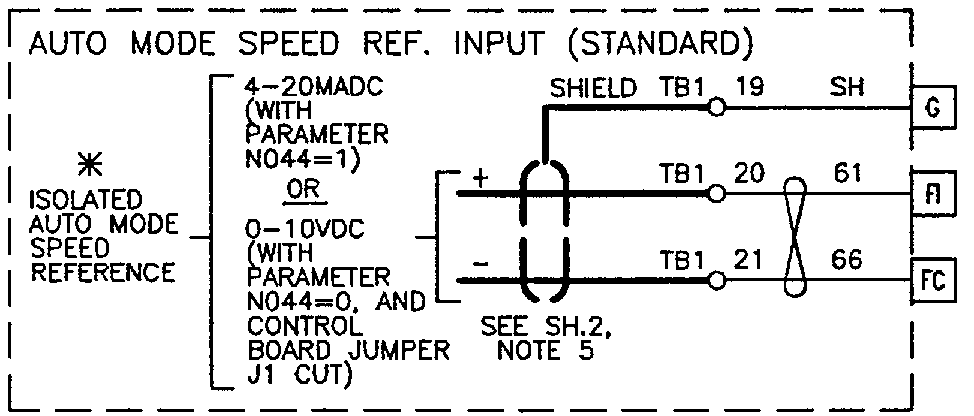 AUTO MODE SPEED REF. INPUT (STANDARD)
*
ISOLATED
AUTO MODE
SPEED
REFERENCE
4-20MADC
(WITH
PARAMETER
N044=1)
OR
0-10VDC
(WITH
PARAMETER
N044=0, AND
CONTROL
BOARD JUMPER
J1 CUT)
SHIELD TB1 19 SH G
+ TB1 20 61 FI
- TB1 21 66 FC
SEE SH.2,
NOTE 5